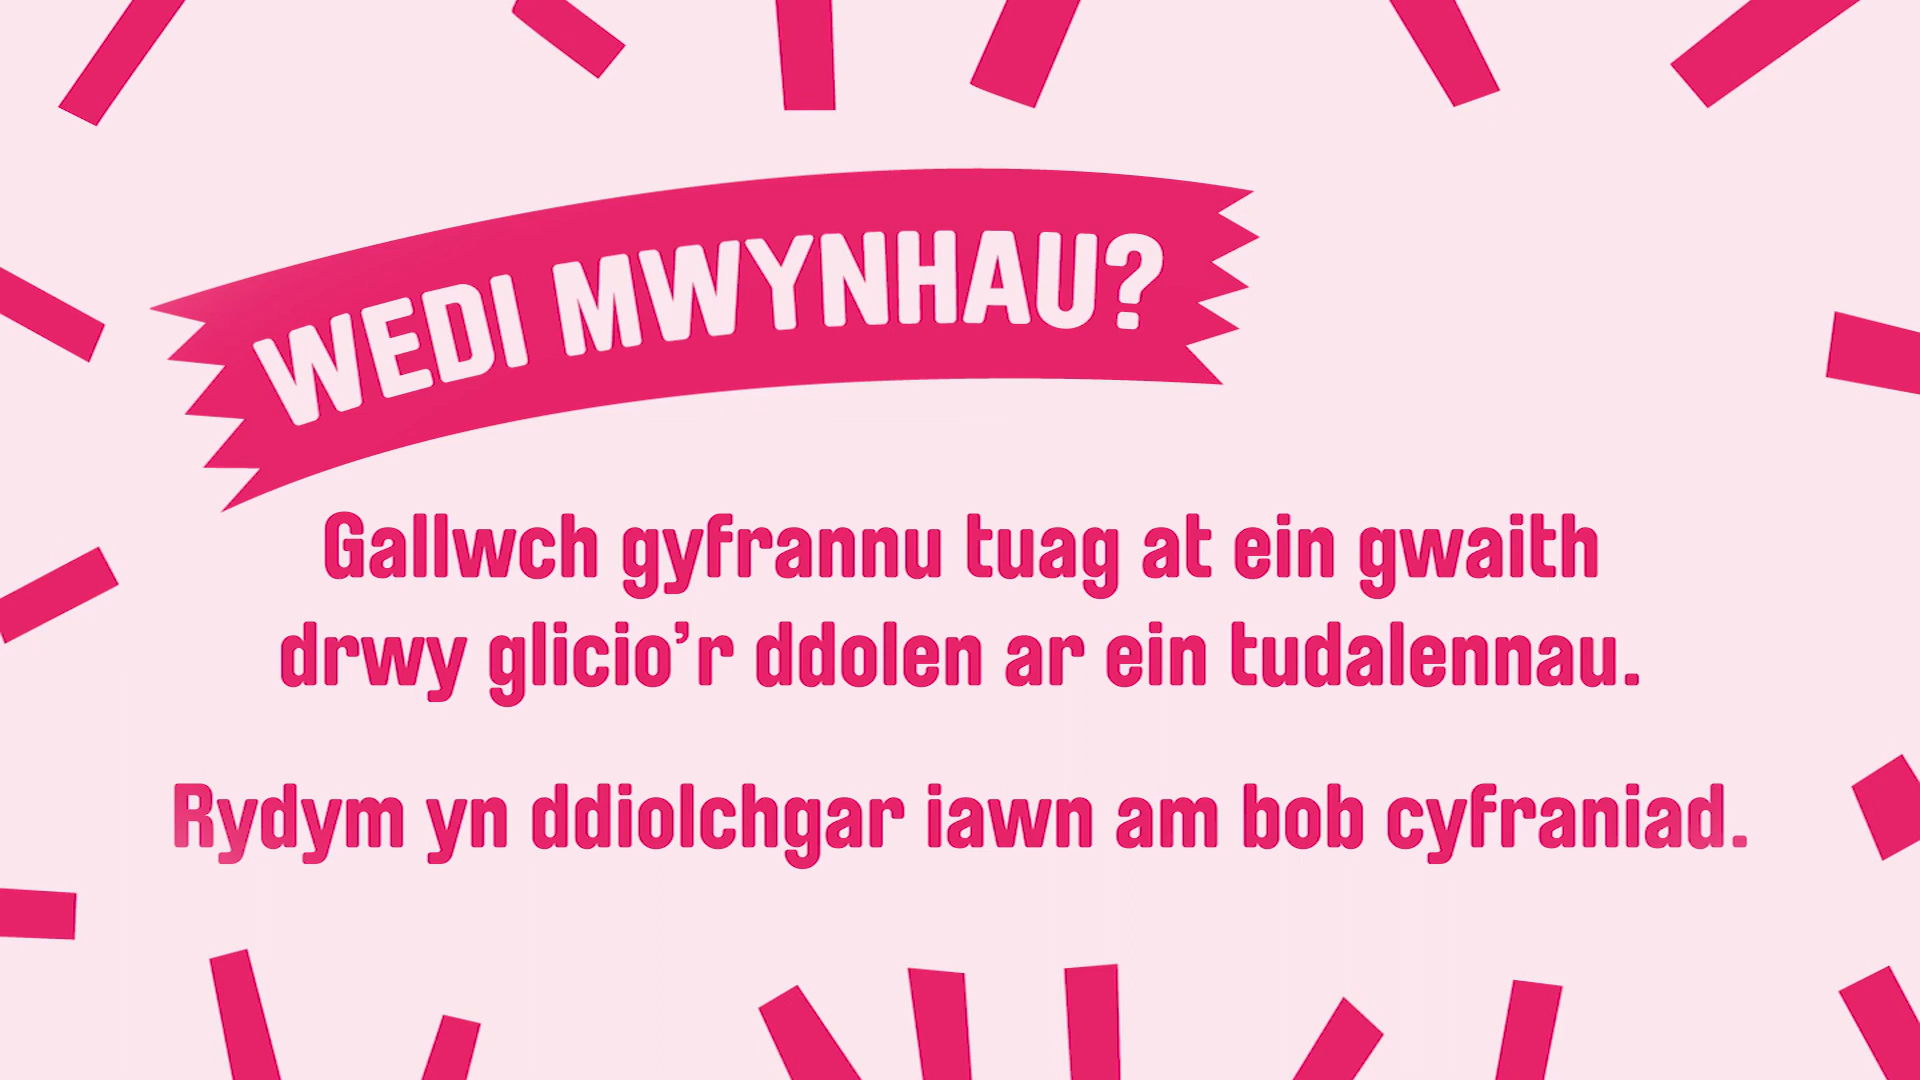 WEDI MWYNHAU?
Gallwch gyfrannu tuag at ein gwaith
drwy glicio’r ddolen ar ein tudalennau.
Rydym yn ddiolchgar iawn am bob cyfraniad.